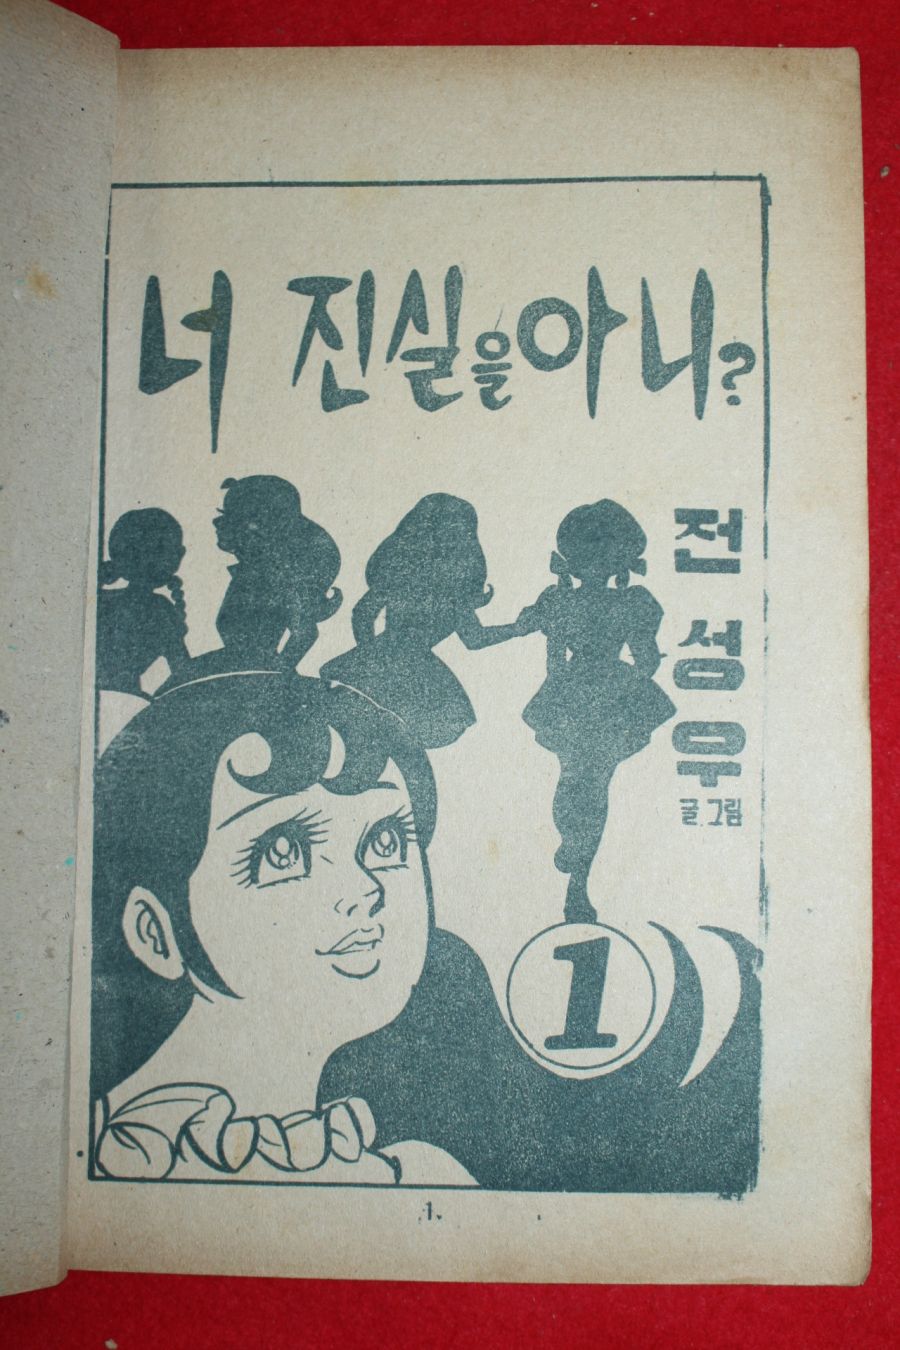 너 진실을 아니?
전성우
글.그림
1
1.